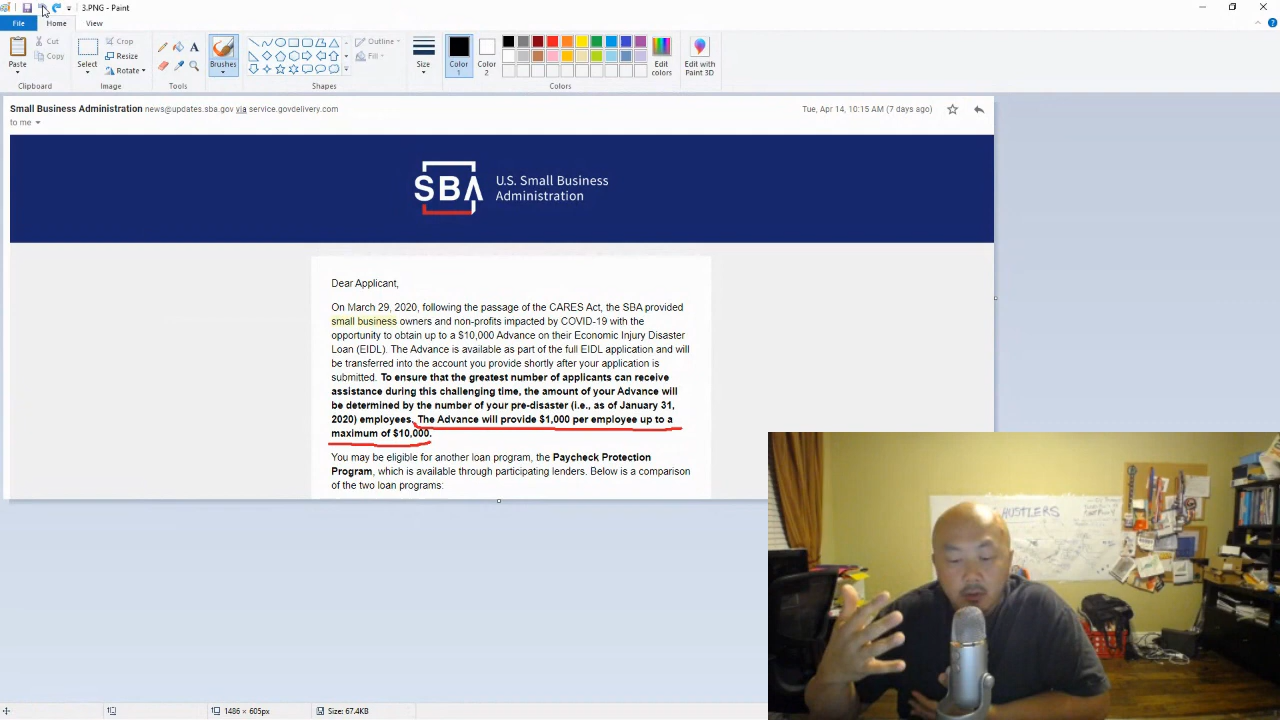 3.PNG - Paint
File
Home
View
Paste
Cut
Copy
Clipboard
Select
Crop
Resize
Rotate
Image
Tools
Brushes
Shapes
Outline
Fill
Size
Color 1
Color 2
Colors
Edit colors
Edit with Paint 3D
Small Business Administration news@updates.sba.gov via service.govdelivery.com
Tue, Apr 14, 10:15 AM (7 days ago)
to me
SBA
U.S. Small Business
Administration
Dear Applicant,
On March 29, 2020, following the passage of the CARES Act, the SBA provided
small business owners and non-profits impacted by COVID-19 with the
opportunity to obtain up to a $10,000 Advance on their Economic Injury Disaster
Loan (EIDL). The Advance is available as part of the full EIDL application and will
be transferred into the account you provide shortly after your application is
submitted. To ensure that the greatest number of applicants can receive
assistance during this challenging time, the amount of your Advance will
be determined by the number of your pre-disaster (i.e., as of January 31,
2020) employees. The Advance will provide $1,000 per employee up to a
maximum of $10,000.
You may be eligible for another loan program, the Paycheck Protection
Program, which is available through participating lenders. Below is a comparison
of the two loan programs:
HUSTLERS
1486 × 605px
Size: 67.4KB